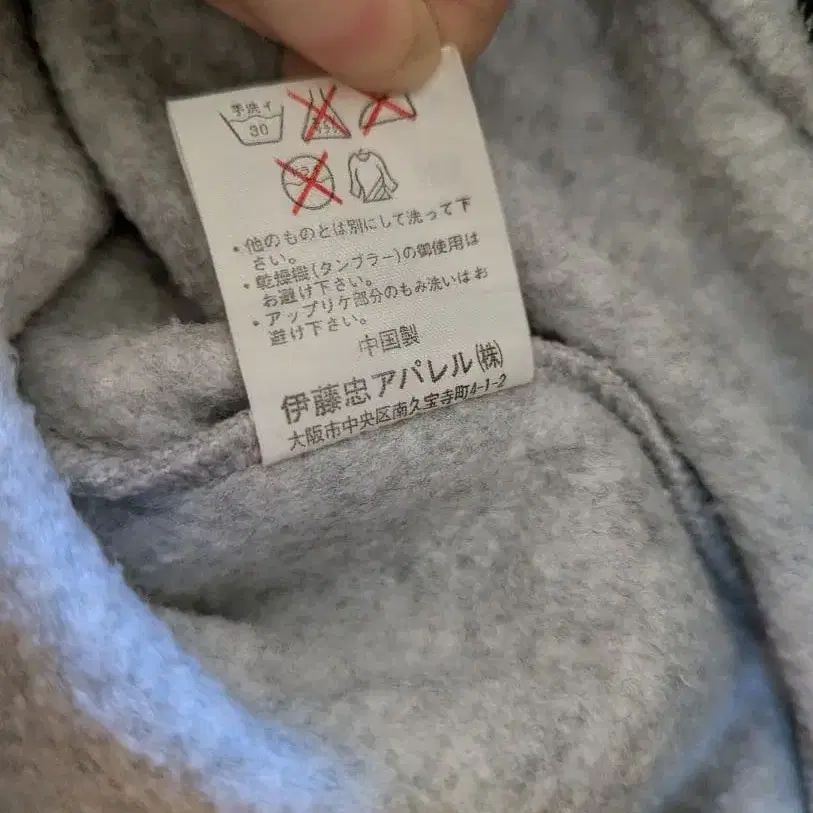 手洗イ
30
・他のものとは別にして洗って下
さい。
・乾燥機(タンブラー)の御使用は
お避け下さい。
・アップリケ部分のもみ洗いはお
避け下さい。
中国製
伊藤忠アパレル(株)
大阪市中央区南久宝寺町4-1-2